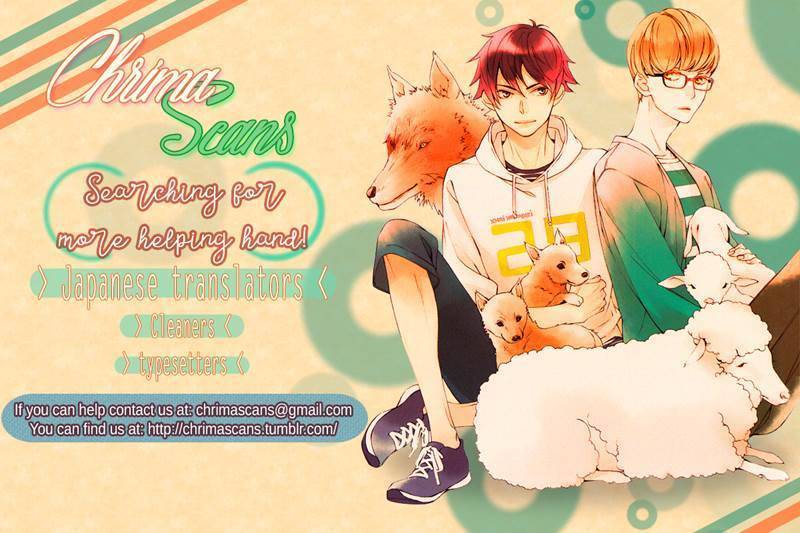 Chrima
Scans
Searching for
more helping hand!
> Japanese translators <
> Cleaners <
> typesetters <
If you can help contact us at: chrimascans@gmail.com
You can find us at: http://chrimascans.tumblr.com/
23